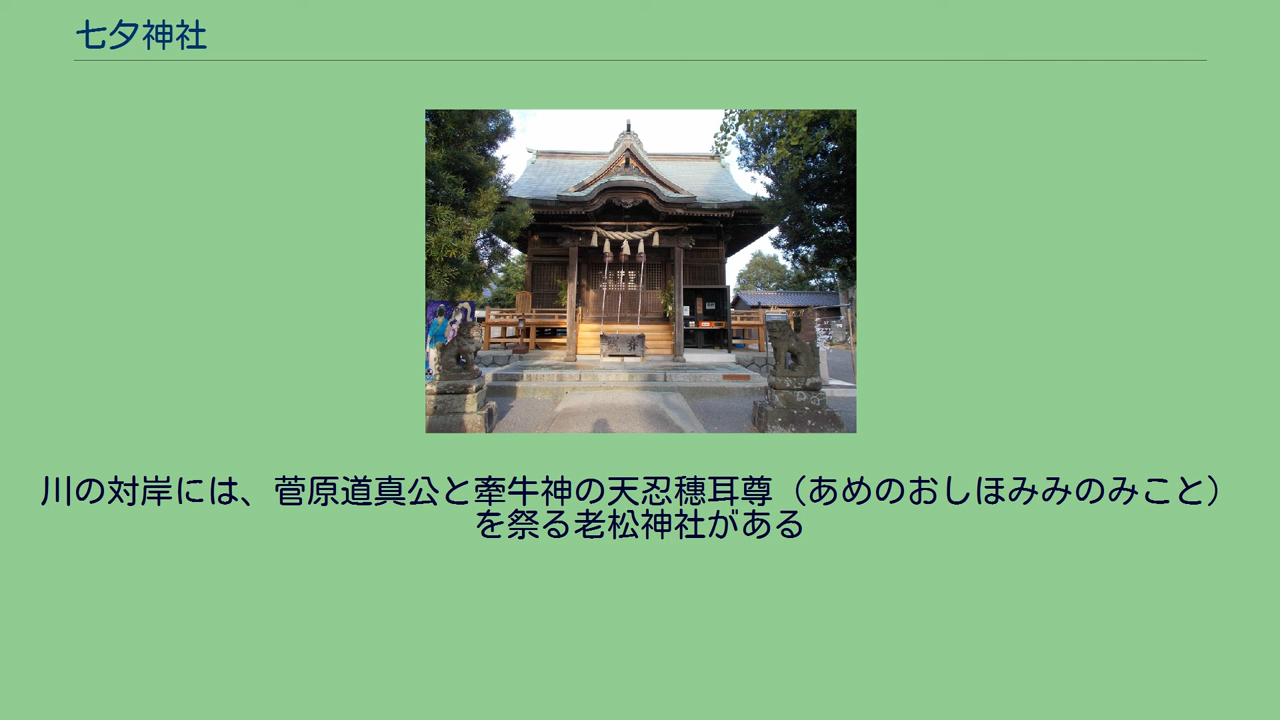 七夕神社
川の対岸には、菅原道真公と牽牛神の天忍穂耳尊（あめのおしほみみのみこと）
を祭る老松神社がある